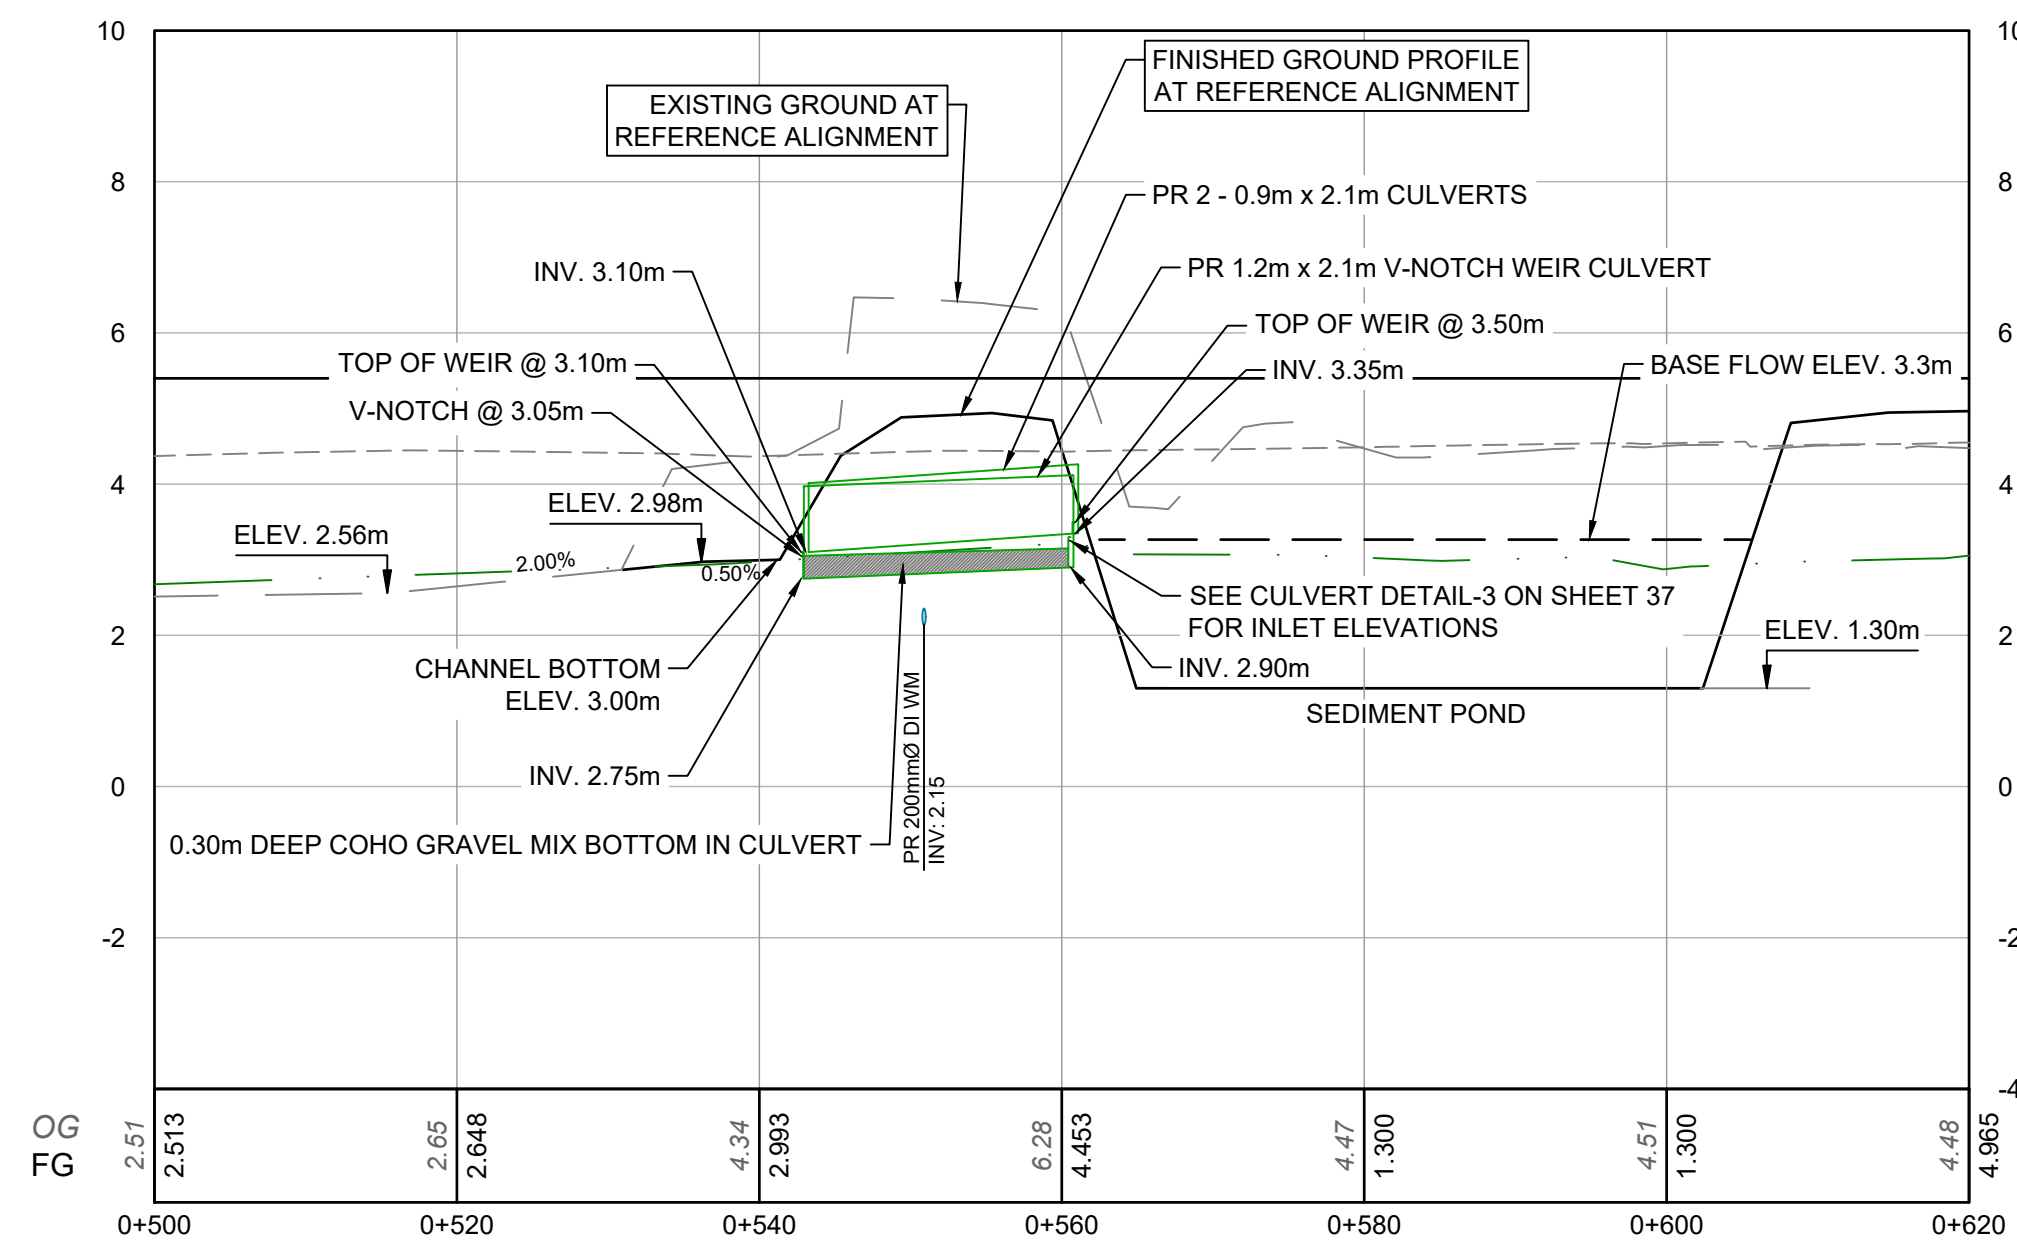 10
10
FINISHED GROUND PROFILE
AT REFERENCE ALIGNMENT
EXISTING GROUND AT
REFERENCE ALIGNMENT
8
8
PR 2 - 0.9m x 2.1m CULVERTS
INV. 3.10m
PR 1.2m x 2.1m V-NOTCH WEIR CULVERT
6
6
TOP OF WEIR @ 3.50m
TOP OF WEIR @ 3.10m
INV. 3.35m
BASE FLOW ELEV. 3.3m
V-NOTCH @ 3.05m
4
4
ELEV. 2.98m
ELEV. 2.56m
2.00%
0.50%
SEE CULVERT DETAIL-3 ON SHEET 37
FOR INLET ELEVATIONS
2
2
ELEV. 1.30m
CHANNEL BOTTOM
ELEV. 3.00m
INV. 2.90m
SEDIMENT POND
INV. 2.75m
PR 200mmØ DI WM
INV: 2.15
0
0
0.30m DEEP COHO GRAVEL MIX BOTTOM IN CULVERT
-2
-2
-4
OG
2.51
2.65
4.34
6.28
4.47
4.51
4.48
FG
2.513
2.648
2.993
4.453
1.300
1.300
4.965
0+500
0+520
0+540
0+560
0+580
0+600
0+620